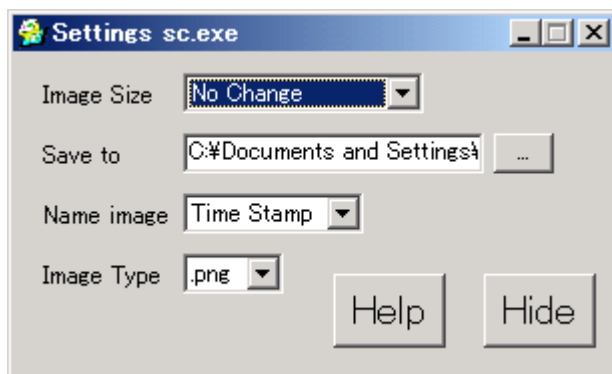 Settings sc.exe
Image Size No Change
Save to C:¥Documents and Settings¥ ...
Name image Time Stamp
Image Type .png
Help Hide